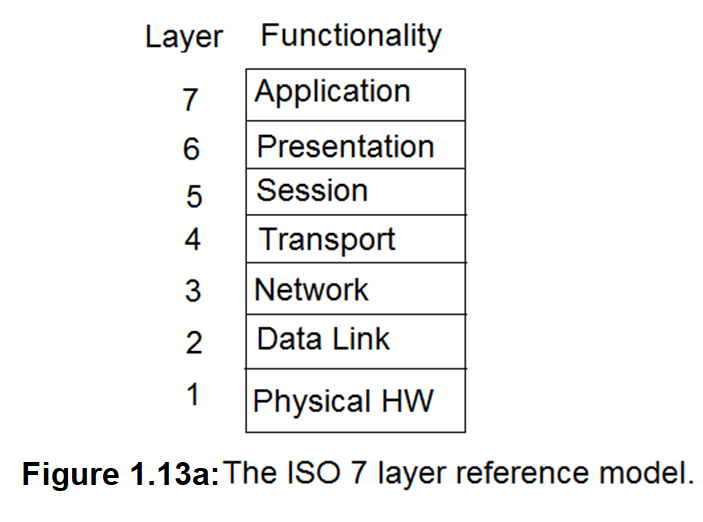 Layer Functionality
7 Application
6 Presentation
5 Session
4 Transport
3 Network
2 Data Link
1 Physical HW
Figure 1.13a: The ISO 7 layer reference model.